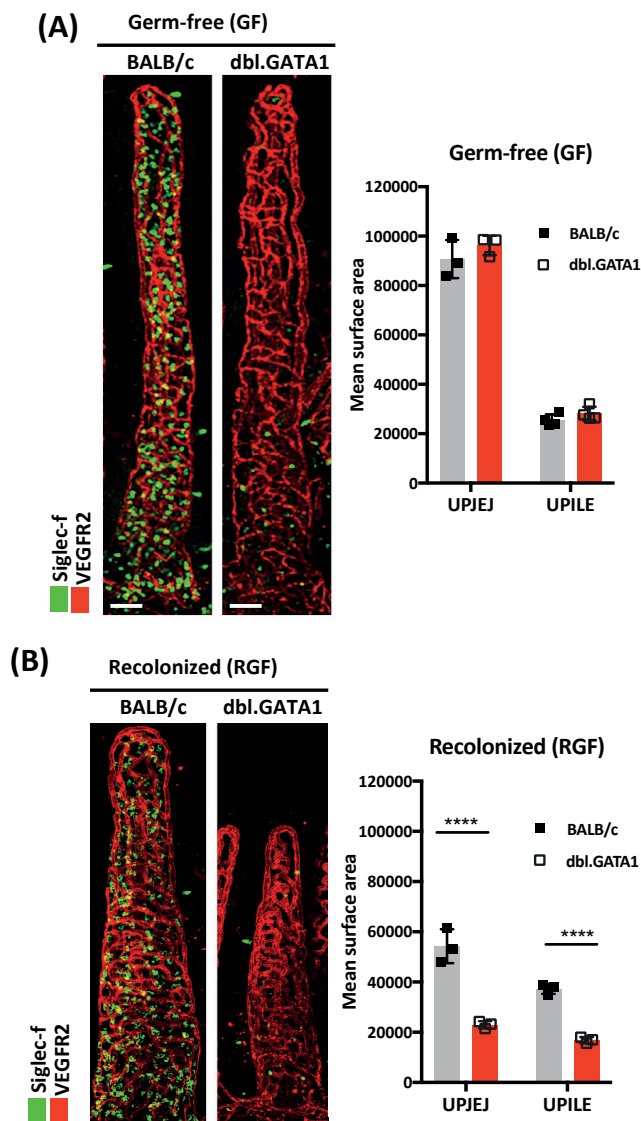 (A)
Germ-free (GF)
BALB/c dbl.GATA1
Siglec-f
VEGFR2
Germ-free (GF)
120000
100000
80000
60000
40000
20000
0
Mean surface area
BALB/c
dbl.GATA1
UPJEJ UPILE
(B)
Recolonized (RGF)
BALB/c dbl.GATA1
Siglec-f
VEGFR2
Recolonized (RGF)
120000
100000
80000
60000
40000
20000
0
Mean surface area
BALB/c
dbl.GATA1
****
****
UPJEJ UPILE